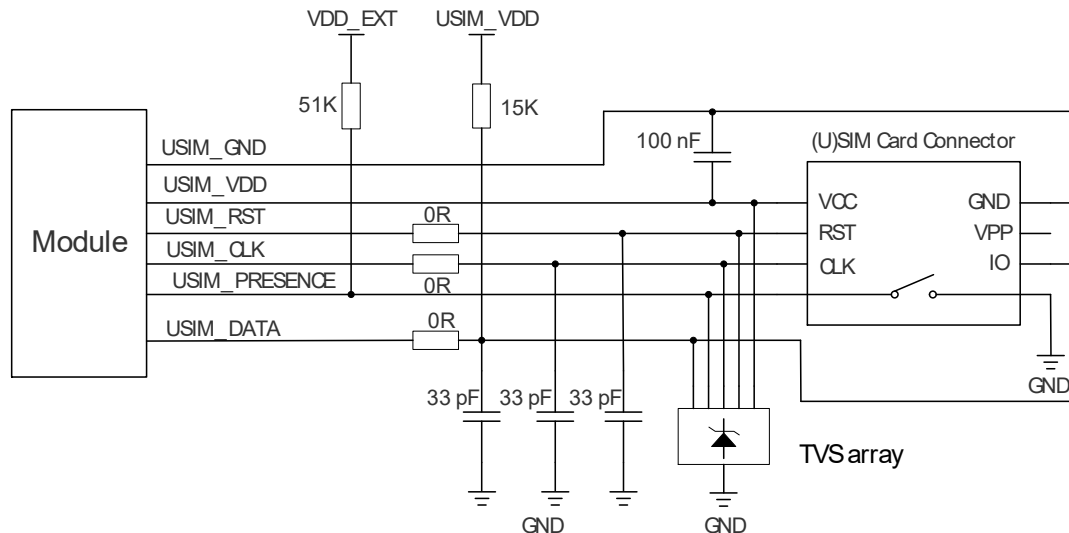 VDD_EXT
USIM_VDD
51K
15K
100 nF
(U)SIM Card Connector
Module
USIM_GND
USIM_VDD
USIM_RST
USIM_CLK
USIM_PRESENCE
USIM_DATA
0R
0R
0R
VCC
RST
CLK
GND
VPP
IO
GND
33 pF
33 pF
33 pF
TVS array
GND
GND